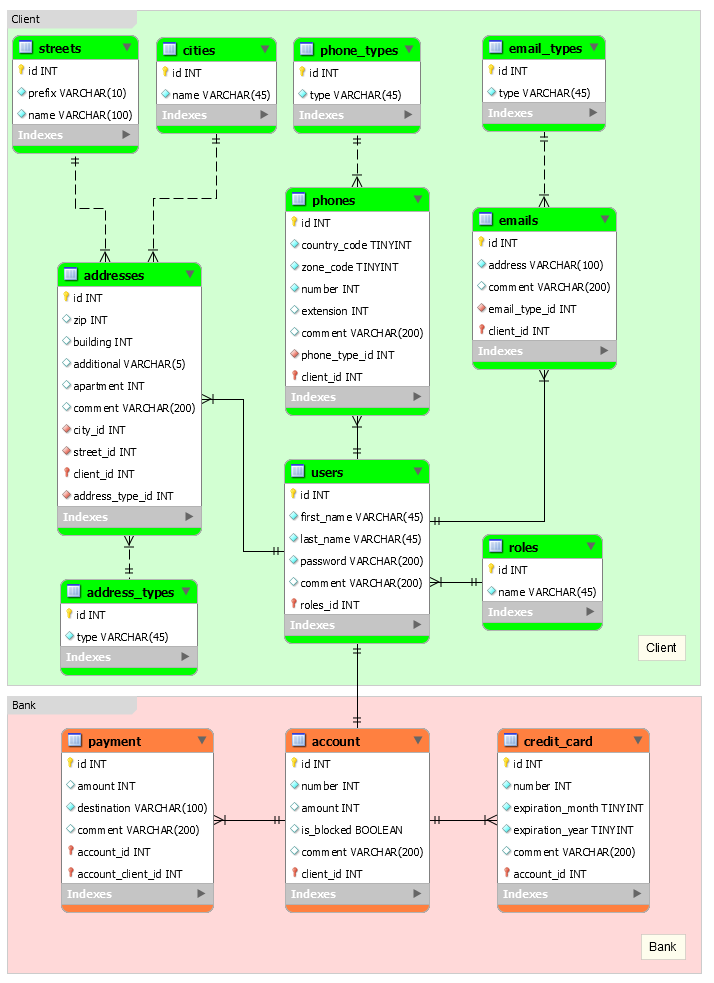 Client
streets
id INT
prefix VARCHAR(10)
name VARCHAR(100)
Indexes
cities
id INT
name VARCHAR(45)
Indexes
phone_types
id INT
type VARCHAR(45)
Indexes
email_types
id INT
type VARCHAR(45)
Indexes
addresses
id INT
zip INT
building INT
additional VARCHAR(5)
apartment INT
comment VARCHAR(200)
city_id INT
street_id INT
client_id INT
address_type_id INT
Indexes
phones
id INT
country_code TINYINT
zone_code TINYINT
number INT
extension INT
comment VARCHAR(200)
phone_type_id INT
client_id INT
Indexes
emails
id INT
address VARCHAR(100)
comment VARCHAR(200)
email_type_id INT
client_id INT
Indexes
users
id INT
first_name VARCHAR(45)
last_name VARCHAR(45)
password VARCHAR(200)
comment VARCHAR(200)
roles_id INT
Indexes
roles
id INT
name VARCHAR(45)
Indexes
address_types
id INT
type VARCHAR(45)
Indexes
Client
Bank
payment
id INT
amount INT
destination VARCHAR(100)
comment VARCHAR(200)
account_id INT
account_client_id INT
Indexes
account
id INT
number INT
amount INT
is_blocked BOOLEAN
comment VARCHAR(200)
client_id INT
Indexes
credit_card
id INT
number INT
expiration_month TINYINT
expiration_year TINYINT
comment VARCHAR(200)
account_id INT
Indexes
Bank